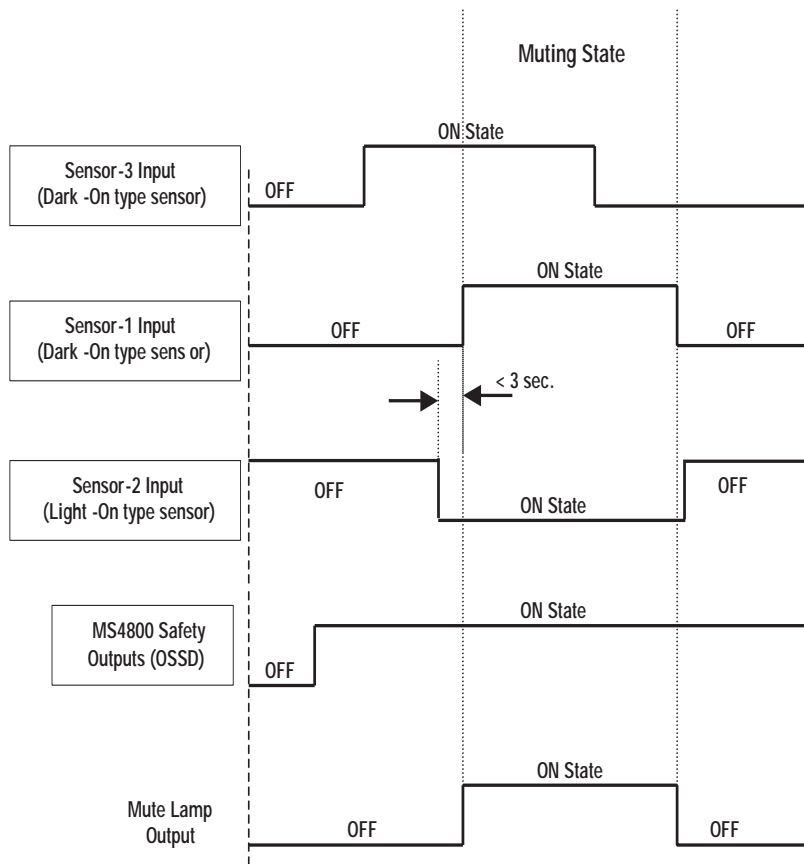 Muting State
ON State
Sensor-3 Input
(Dark -On type sensor)
OFF
ON State
Sensor-1 Input
(Dark -On type sens or)
OFF
OFF
< 3 sec.
Sensor-2 Input
(Light -On type sensor)
OFF
OFF
ON State
ON State
MS4800 Safety
Outputs (OSSD)
OFF
ON State
Mute Lamp
Output
OFF
OFF